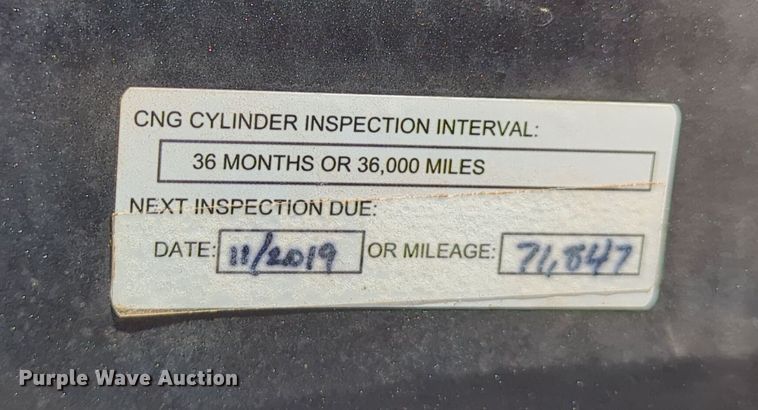 CNG CYLINDER INSPECTION INTERVAL:
36 MONTHS OR 36,000 MILES
NEXT INSPECTION DUE:
DATE: 11/2019 OR MILEAGE: 71,847
Purple Wave Auction